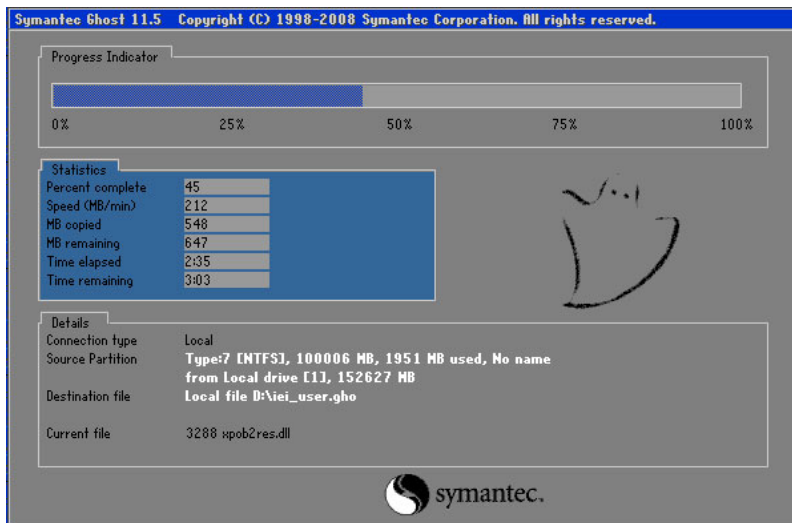 Symantec Ghost 11.5 Copyright (C) 1998-2008 Symantec Corporation. All rights reserved.
Progress Indicator
0% 25% 50% 75% 100%
Statistics
Percent complete 45
Speed (MB/min) 212
MB copied 548
MB remaining 647
Time elapsed 2:35
Time remaining 3:03
Details
Connection type Local
Source Partition Type:7 [NTFS], 100006 MB, 1951 MB used, No name
from Local drive [1], 152627 MB
Destination file Local file D:\iei_user.gho
Current file 3288 xpob2res.dll
symantec.